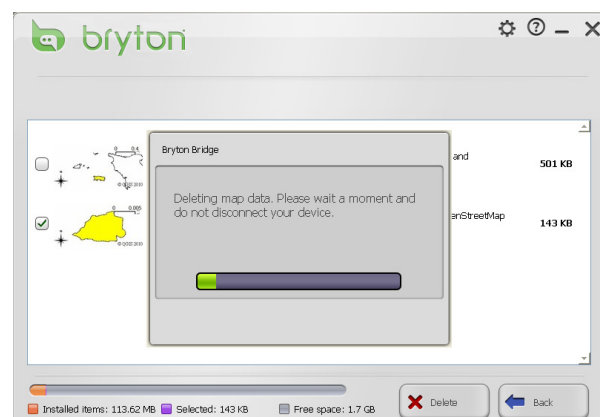 bryton
Bryton Bridge
Deleting map data. Please wait a moment and
do not disconnect your device.
and
501 KB
enStreetMap
143 KB
Installed items: 113.62 MB
Selected: 143 KB
Free space: 1.7 GB
Delete
Back